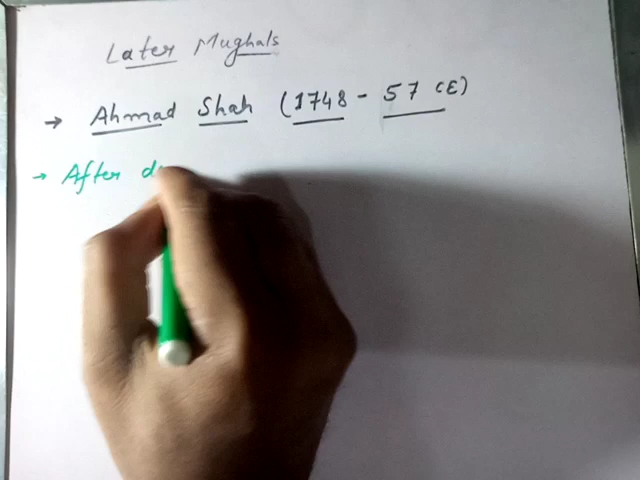 Later Mughals
→ Ahmad Shah (1748 - 57 CE)
→ After